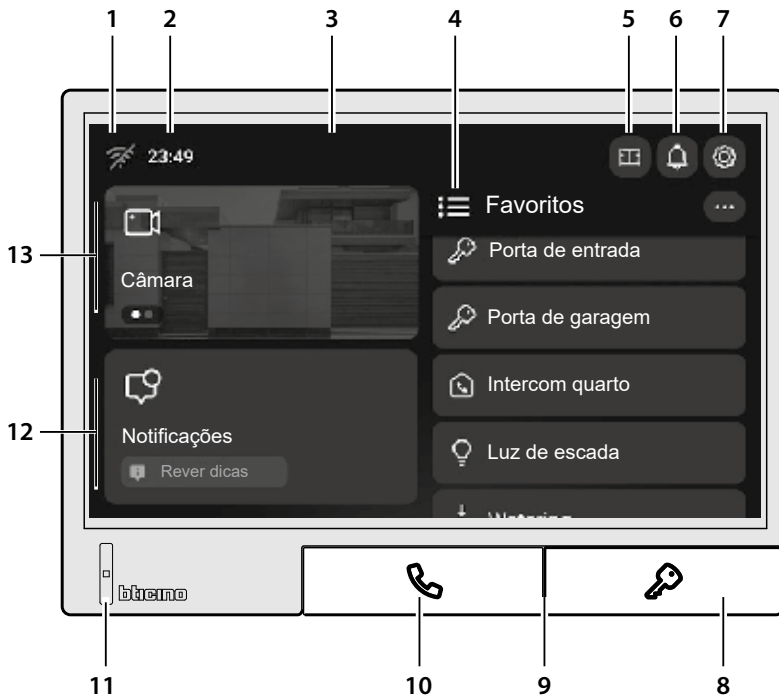 1 2 3 4 5 6 7
23:49
Favoritos
Câmara
Porta de entrada
Porta de garagem
13
Intercom quarto
Notificações
Rever dicas
Luz de escada
12
bticino
11 10 9 8